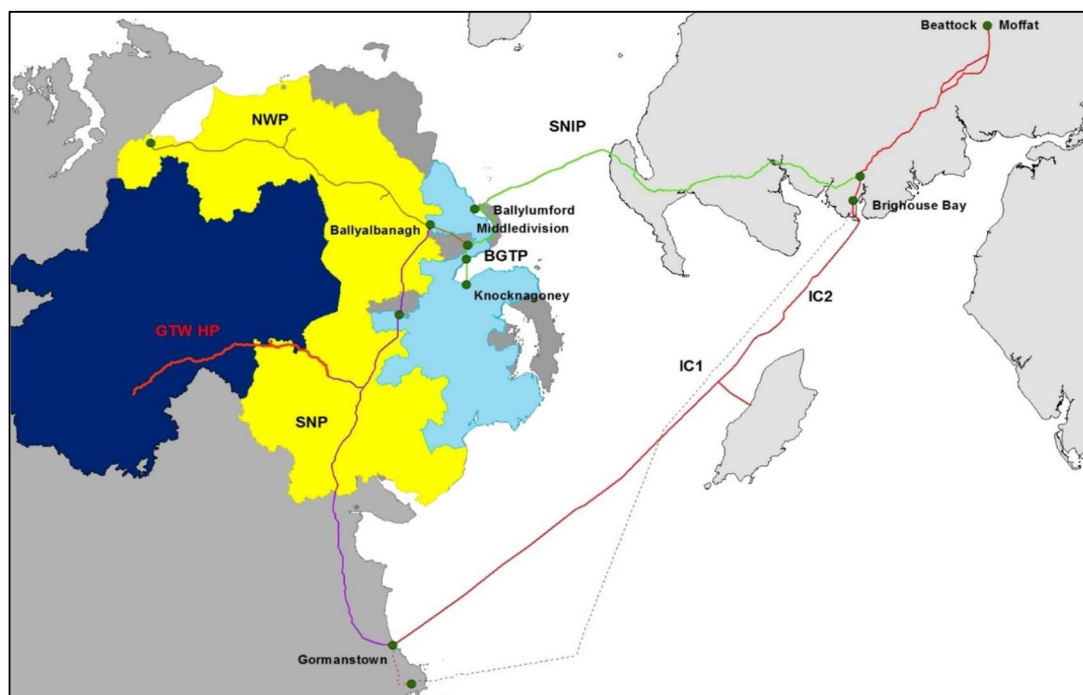 Beattock Moffat
NWP
SNIP
Ballylumford
Brighouse Bay
Ballyalbanagh Middledivision
BGTP
Knocknagoney
IC2
GTW HP
IC1
SNP
Gormanstown